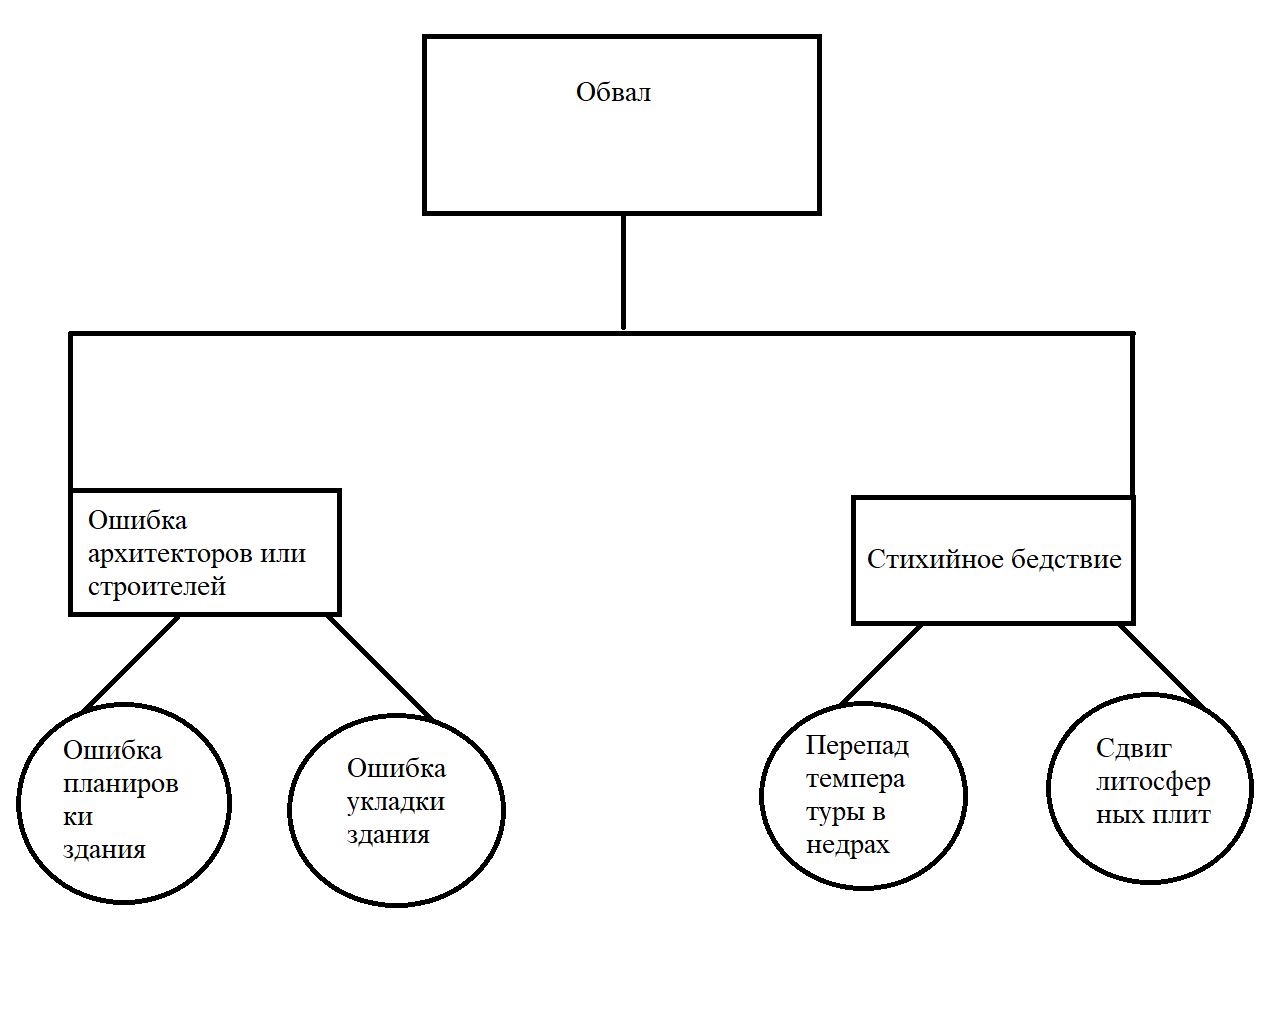 Обвал
Ошибка
архитекторов или
строителей
Стихийное бедствие
Ошибка
планиров
ки
здания
Ошибка
укладки
здания
Перепад
темпера
туры в
недрах
Сдвиг
литосфер
ных плит